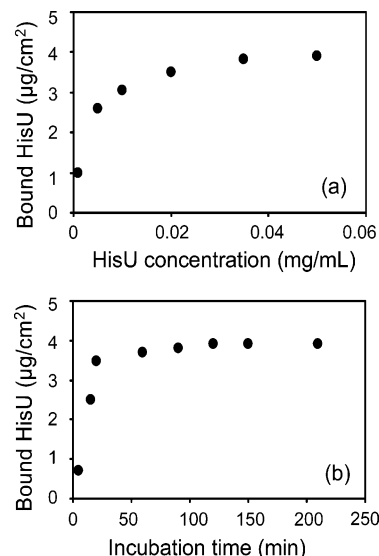 5
4
3
2
1
0
Bound HisU (µg/cm²)
(a)
0 0.02 0.04 0.06
HisU concentration (mg/mL)
5
4
3
2
1
0
Bound HisU (µg/cm²)
(b)
0 50 100 150 200 250
Incubation time (min)